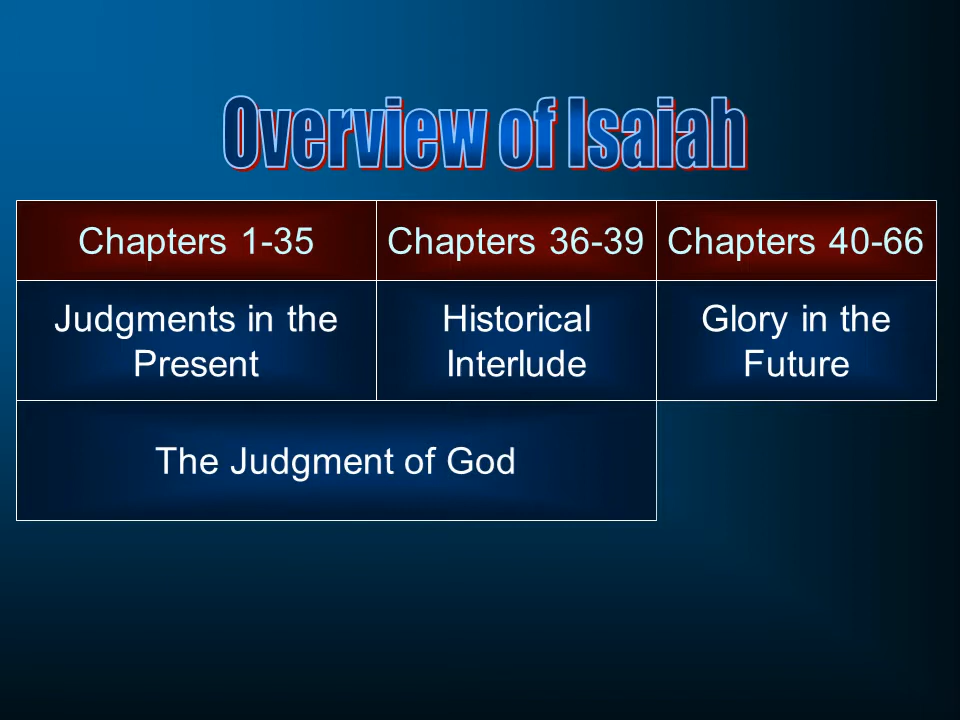 Overview of Isaiah
Chapters 1-35
Chapters 36-39
Chapters 40-66
Judgments in the
Present
Historical
Interlude
Glory in the
Future
The Judgment of God